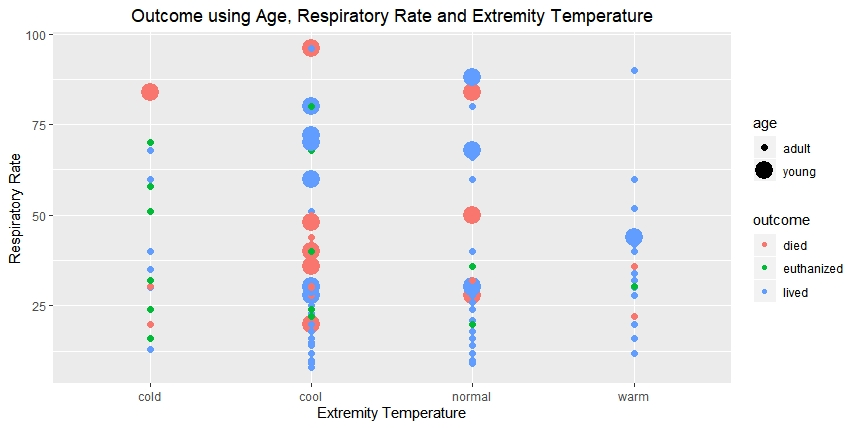 Outcome using Age, Respiratory Rate and Extremity Temperature
100
75
50
25
Respiratory Rate
cold cool normal warm
Extremity Temperature
age
adult
young
outcome
died
euthanized
lived